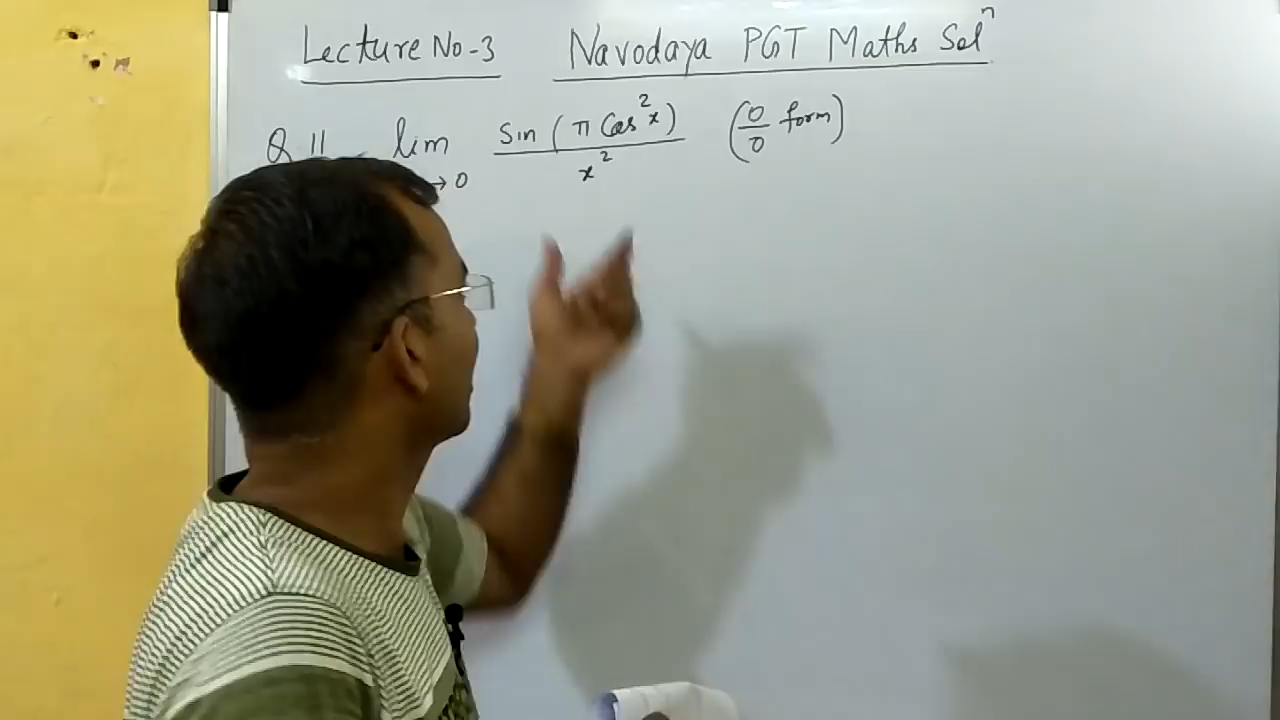 Lecture No-3 Navodaya PGT Maths Solⁿ
Q 11 lim sin (π Cos²x) / x² (0/0 form)
→ 0